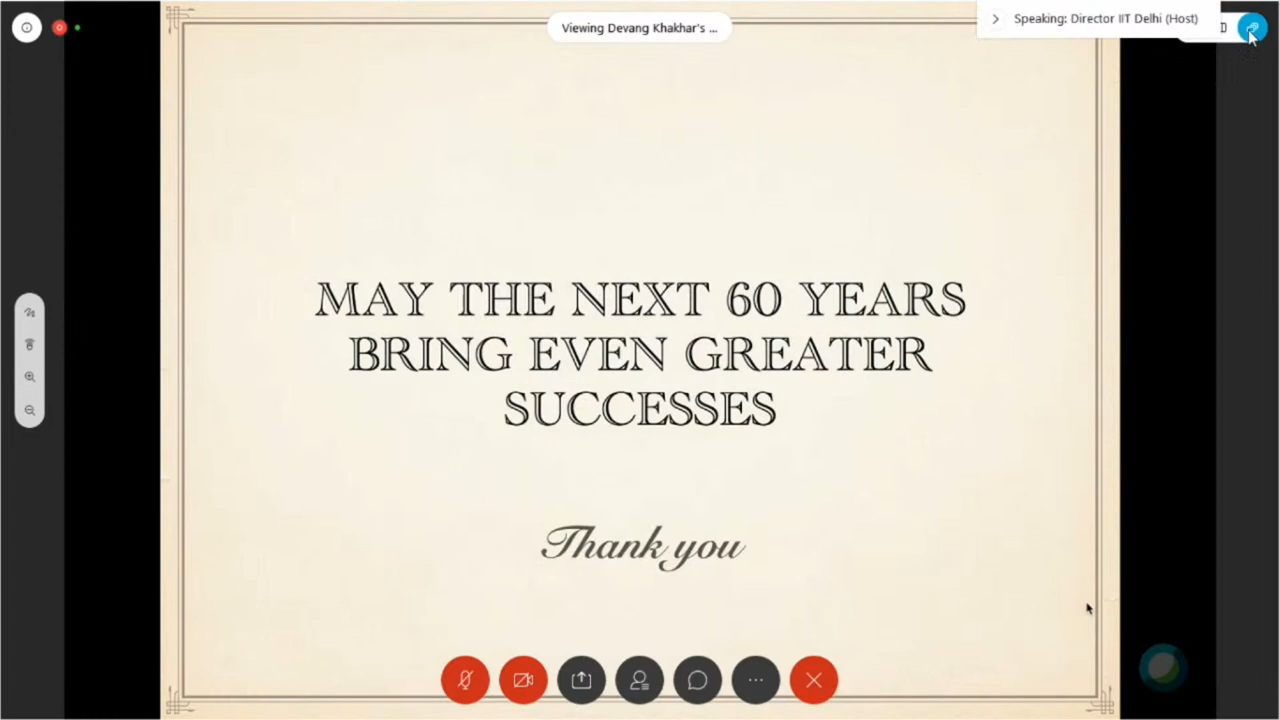 Viewing Devang Khakhar's ...
Speaking: Director IIT Delhi (Host)
MAY THE NEXT 60 YEARS
BRING EVEN GREATER
SUCCESSES
Thank you